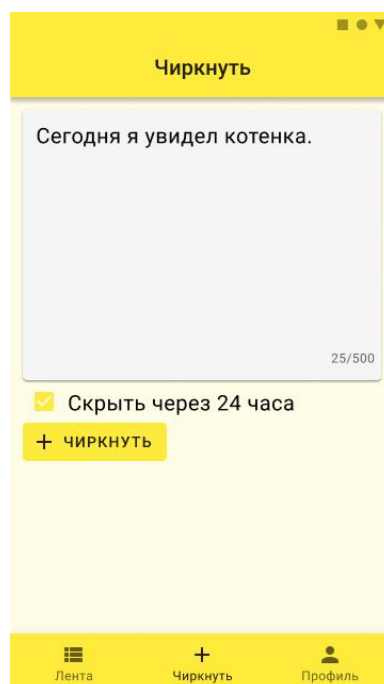 Чиркнуть
Сегодня я увидел котенка.
25/500
Скрыть через 24 часа
+ ЧИРКНУТЬ
Лента
Чиркнуть
Профиль